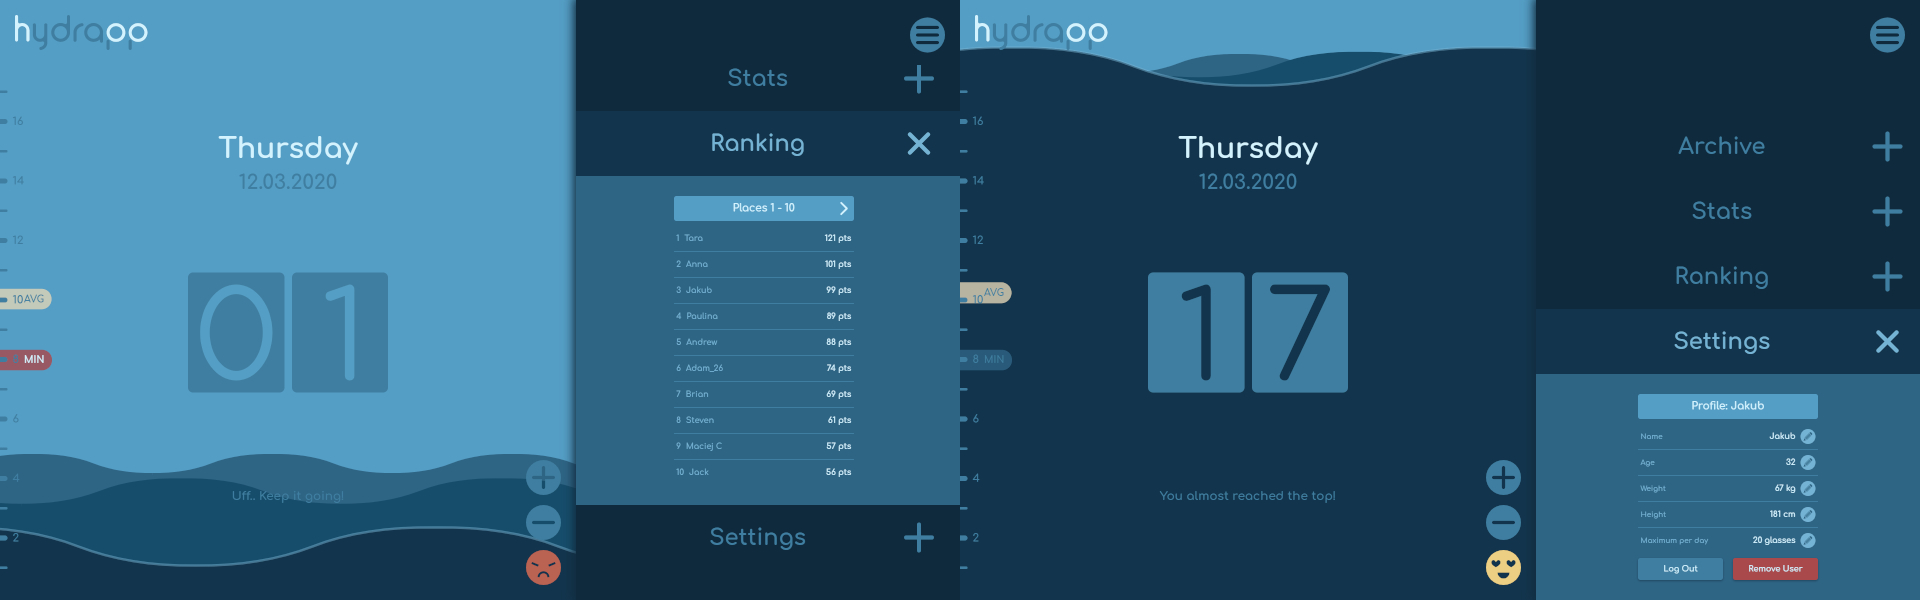 hydrapp
16
Thursday
12.03.2020
14
12
01
10 AVG
MIN
6
4
Uff.. Keep it going!
2
Stats
Ranking
Places 1 - 10
1 Tara 121 pts
2 Anna 101 pts
3 Jakub 99 pts
4 Paulina 89 pts
5 Andrew 88 pts
6 Adam_26 74 pts
7 Brian 69 pts
8 Steven 61 pts
9 Maciej C 57 pts
10 Jack 56 pts
Settings
hydrapp
16
Thursday
12.03.2020
14
12
17
AVG
10
8 MIN
6
4
You almost reached the top!
2
Archive
Stats
Ranking
Settings
Profile: Jakub
Name Jakub
Age 32
Weight 67 kg
Height 181 cm
Maximum per day 20 glasses
Log Out Remove User